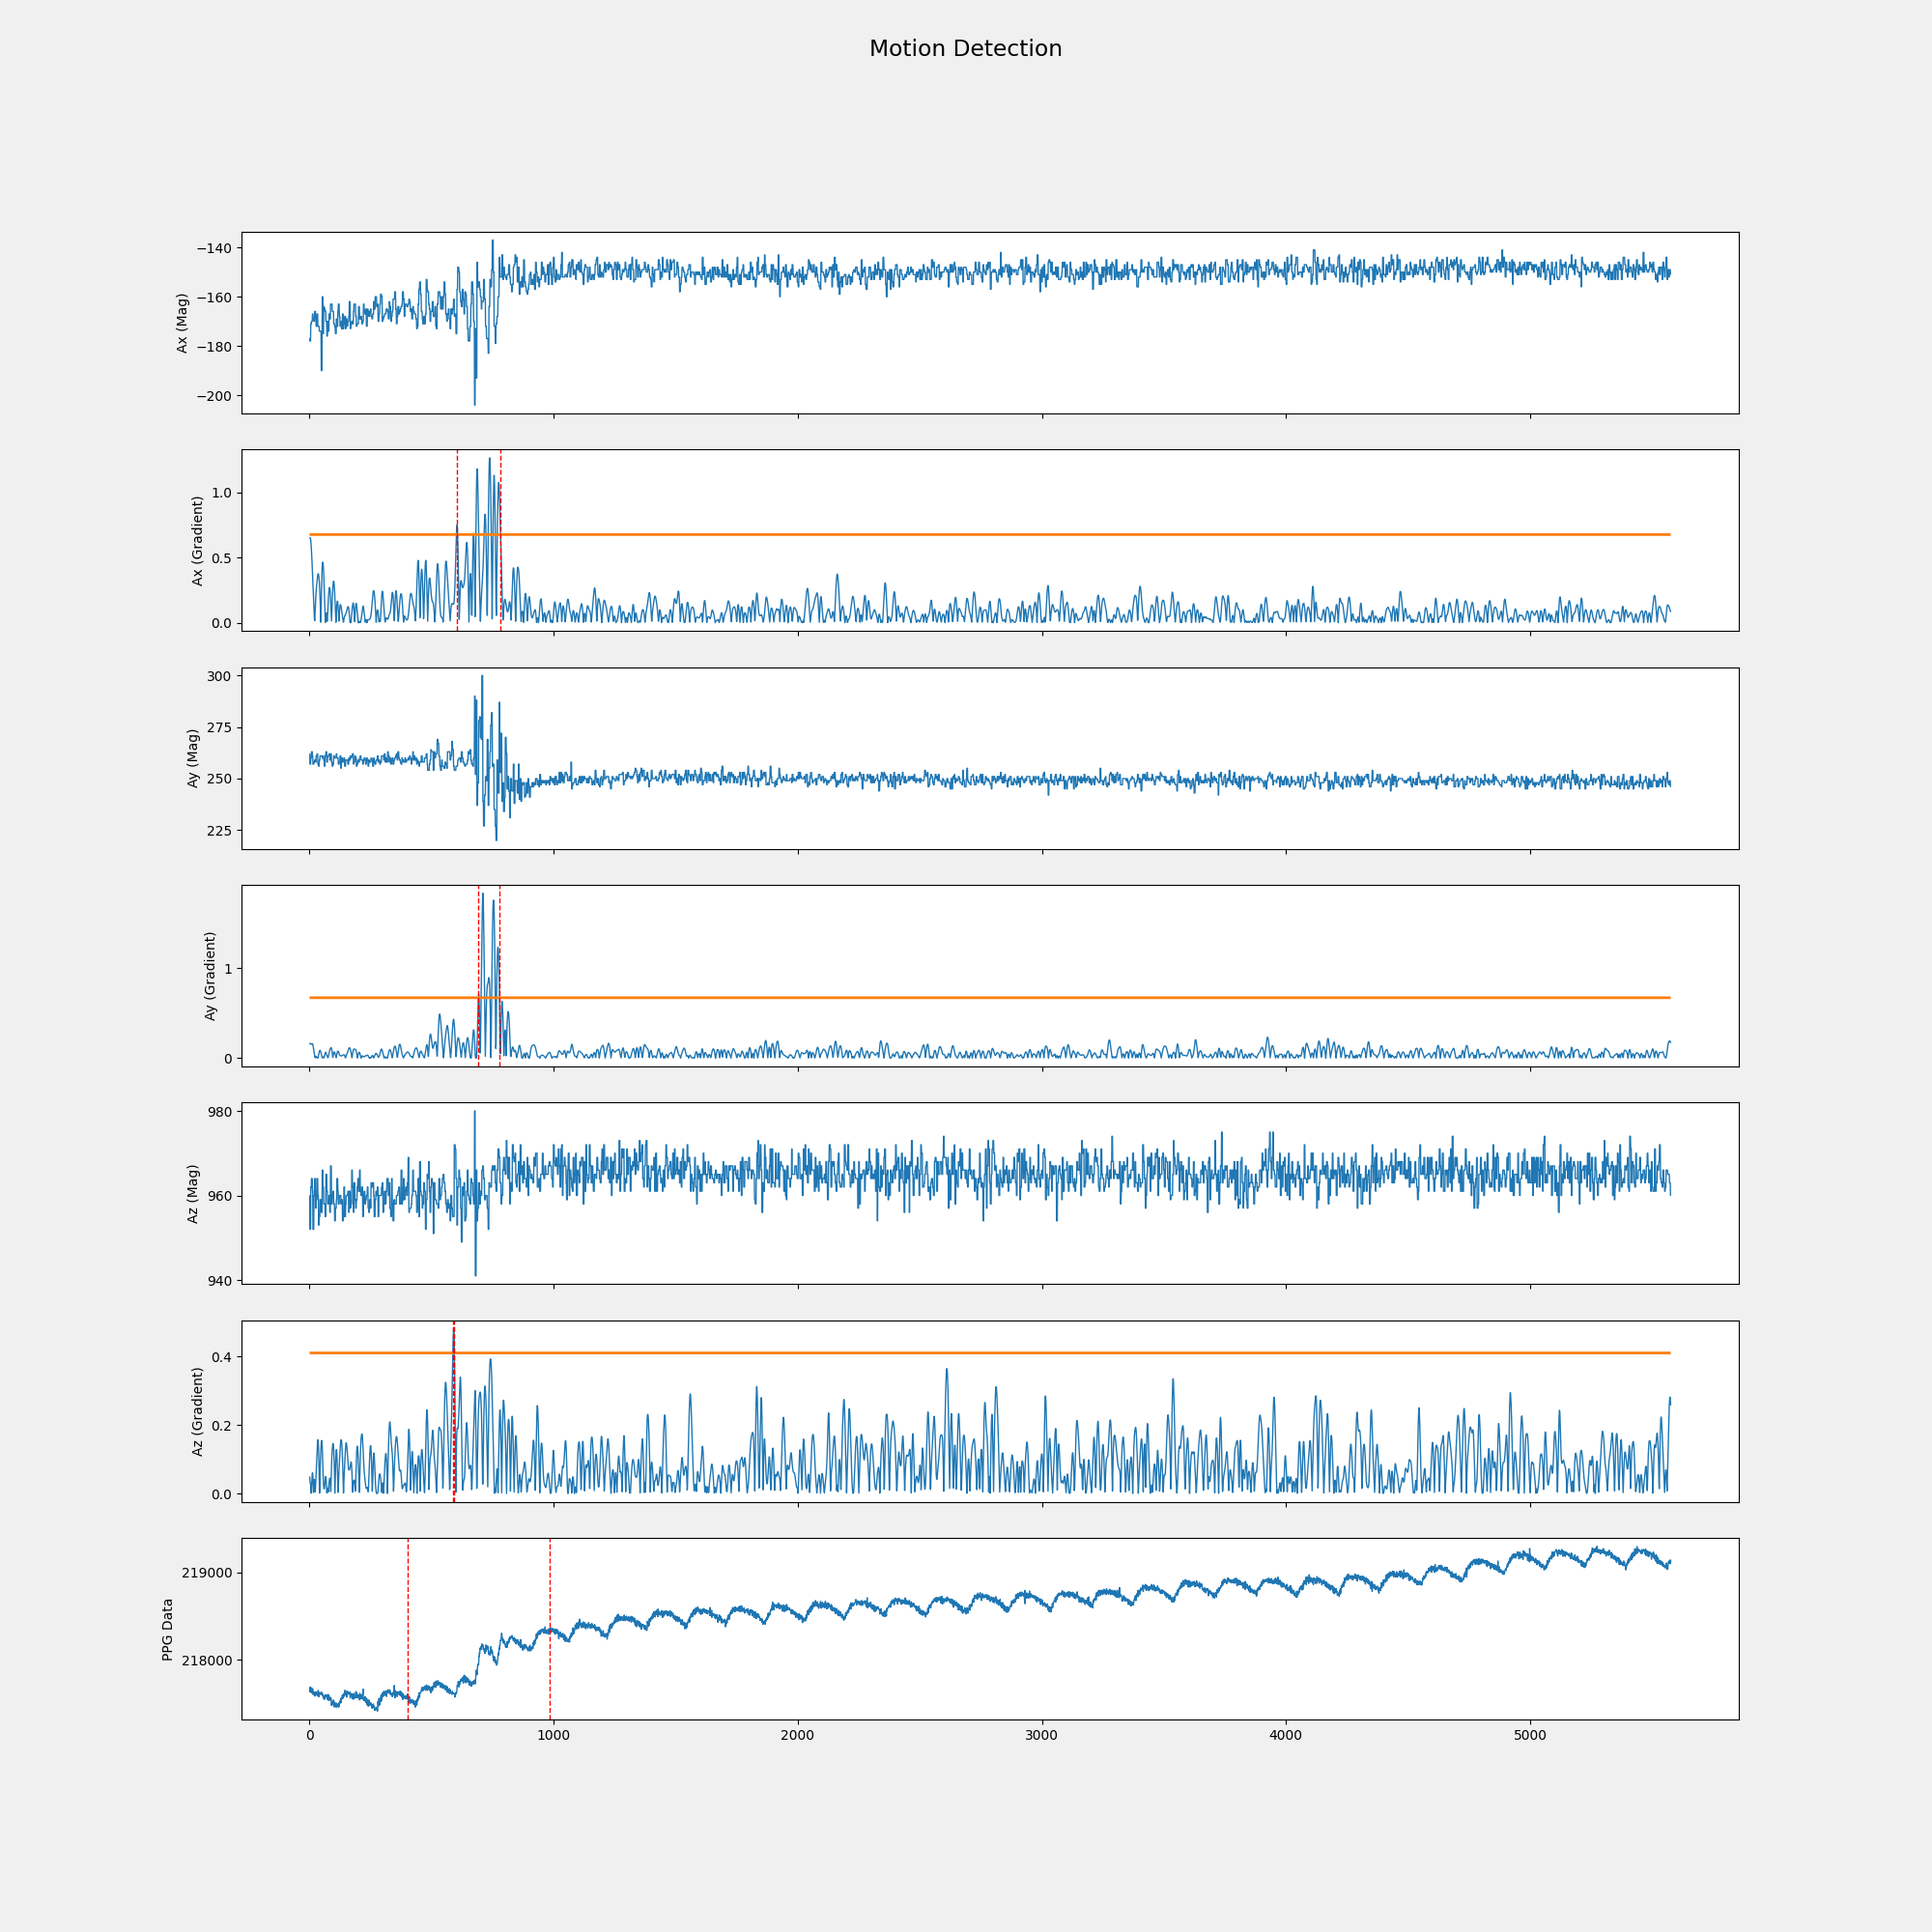 Motion Detection
Ax (Mag)
−140
−160
−180
−200
Ax (Gradient)
1.0
0.5
0.0
Ay (Mag)
300
275
250
225
Ay (Gradient)
1
0
Az (Mag)
980
960
940
Az (Gradient)
0.4
0.2
0.0
PPG Data
219000
218000
0 1000 2000 3000 4000 5000